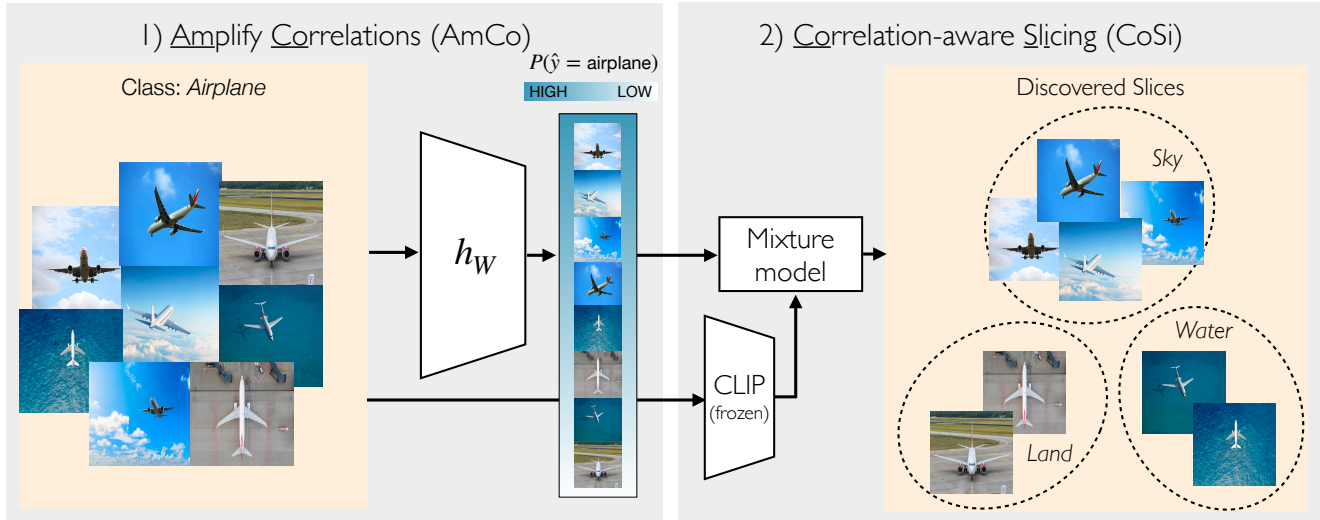 1) Amplify Correlations (AmCo)
Class: Airplane
P(ŷ = airplane)
HIGH LOW
h_W
2) Correlation-aware Slicing (CoSi)
Mixture
model
CLIP
(frozen)
Discovered Slices
Sky
Water
Land